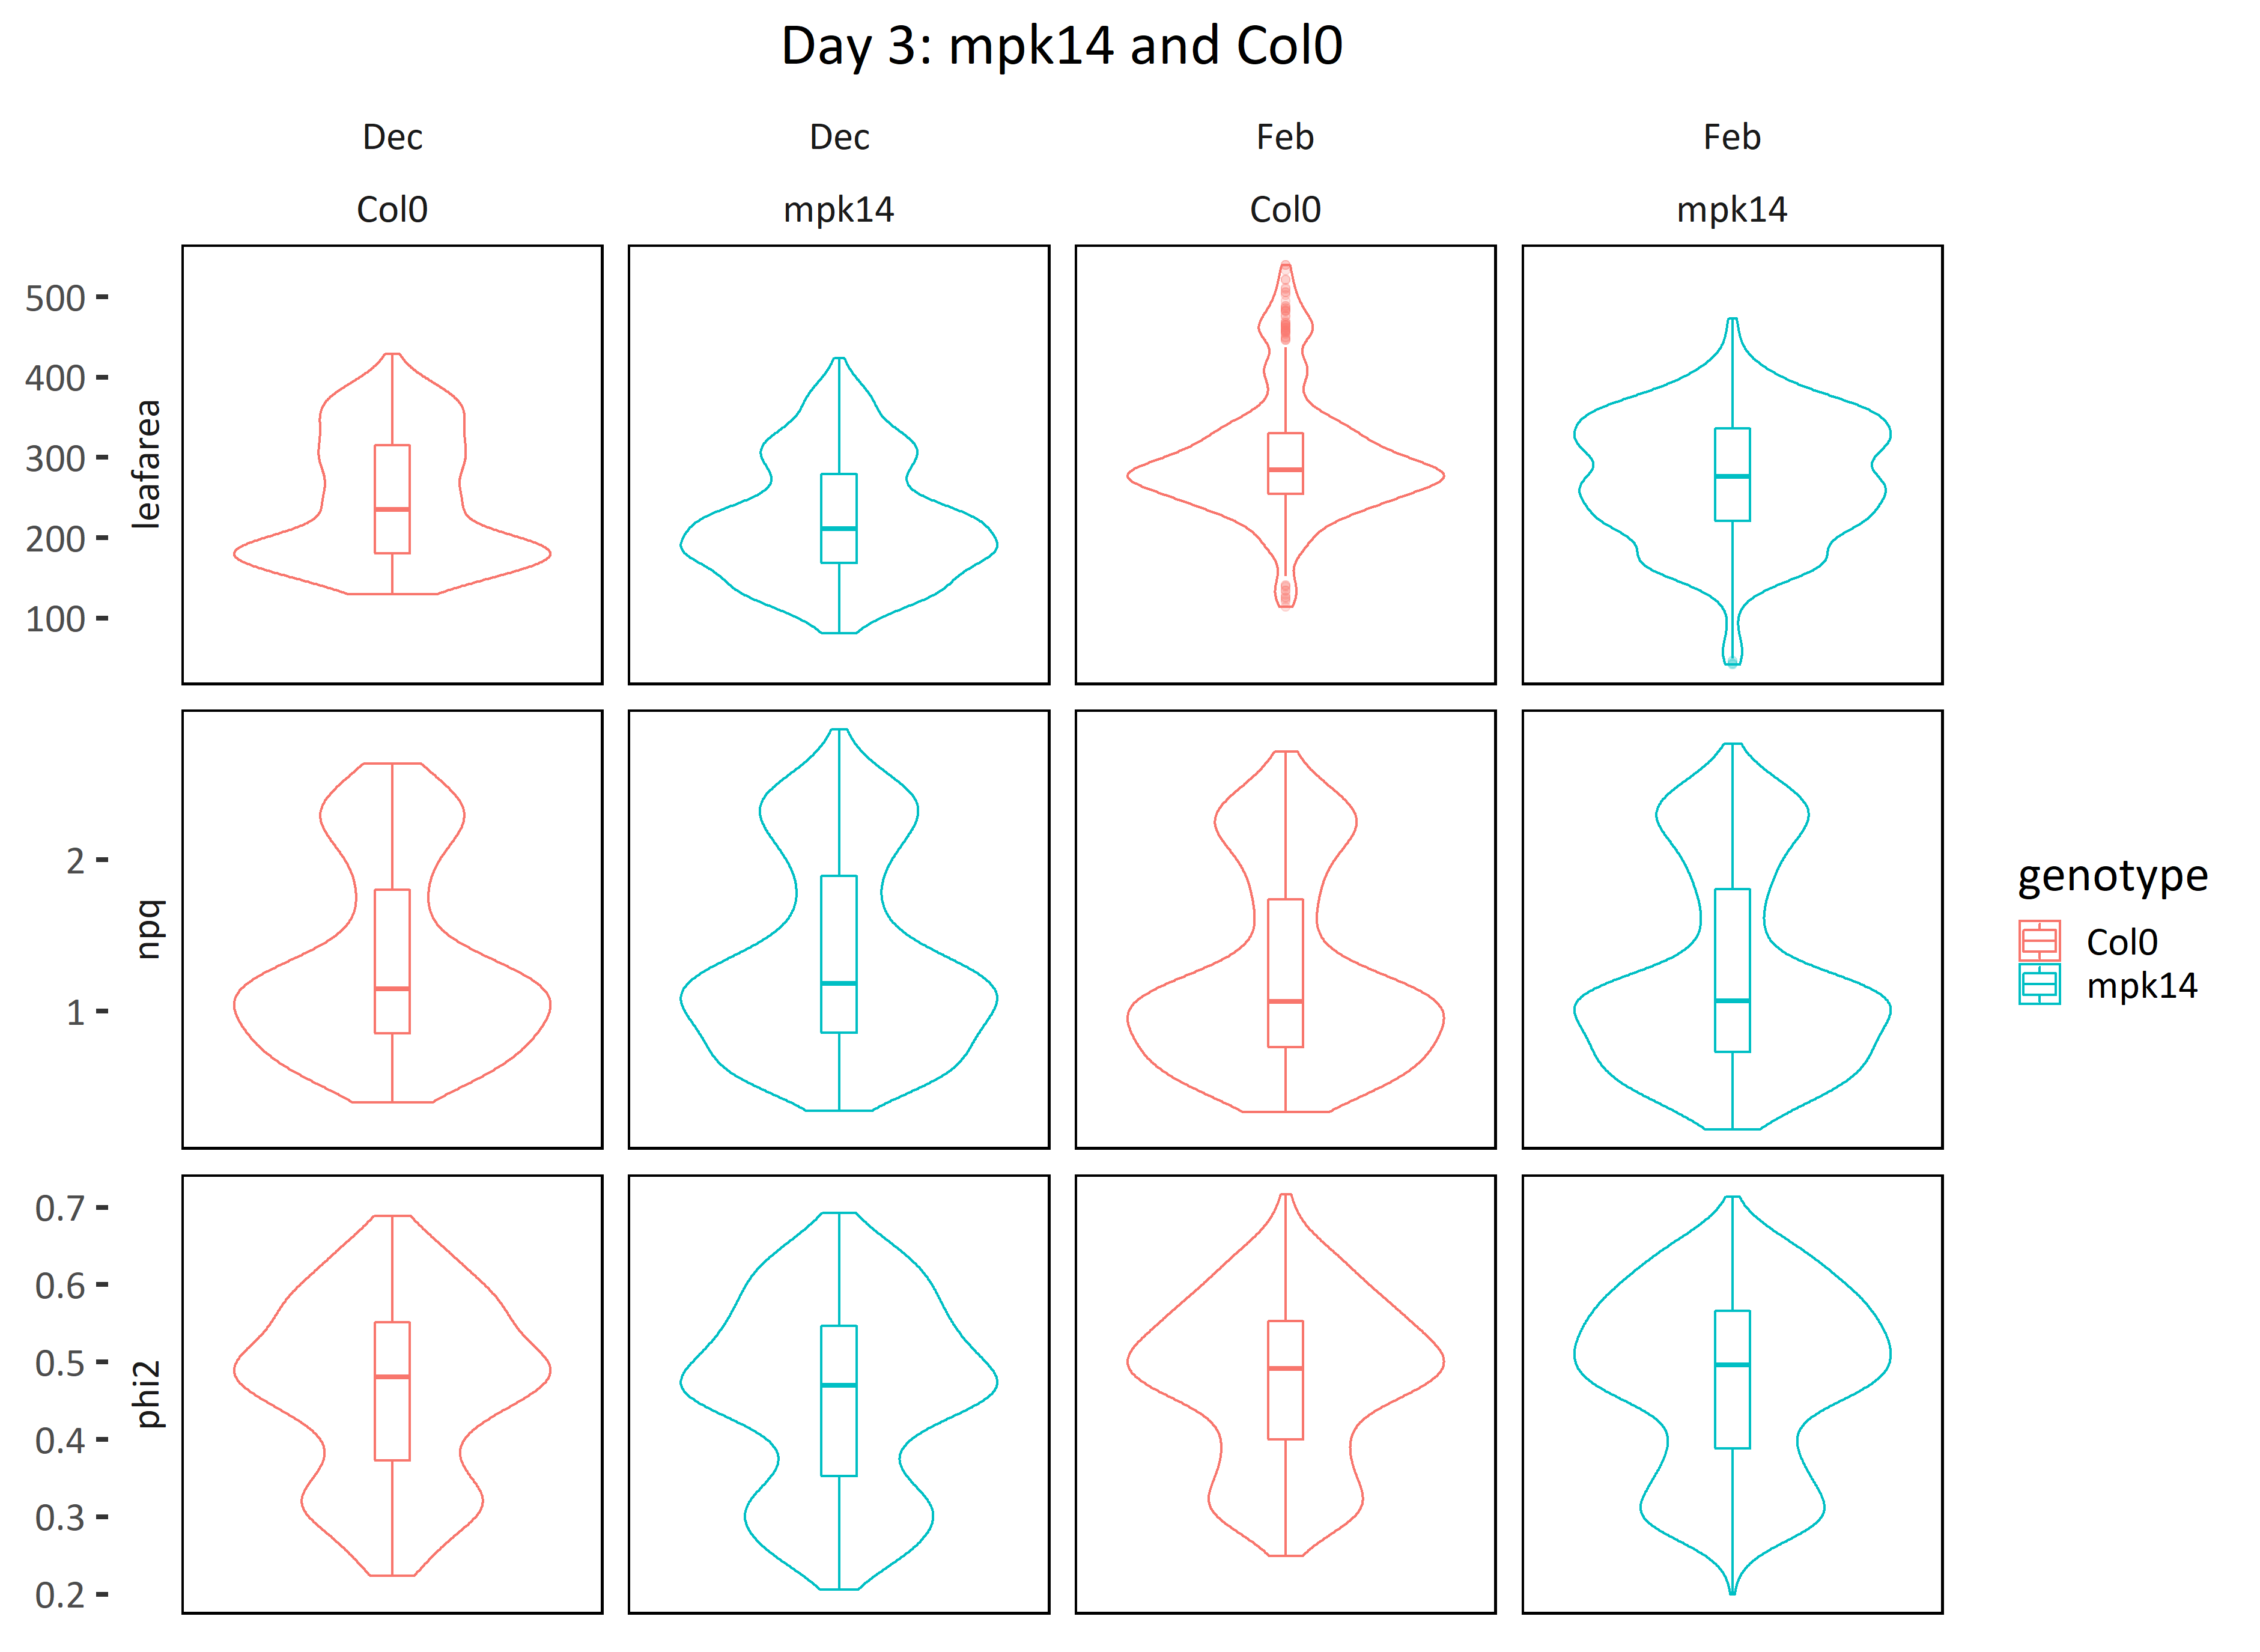 Day 3: mpk14 and Col0
Dec
Dec
Feb
Feb
Col0
mpk14
Col0
mpk14
500
400
300
200
100
leafarea
2
1
npq
0.7
0.6
0.5
0.4
0.3
0.2
phi2
genotype
Col0
mpk14